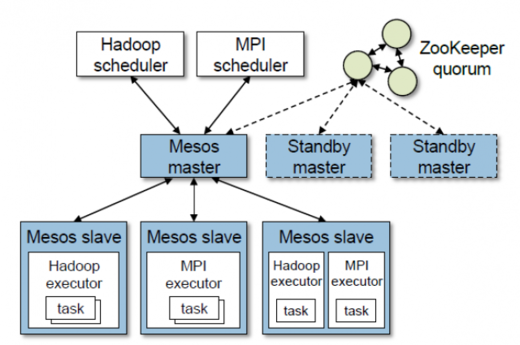 Hadoop
scheduler
MPI
scheduler
ZooKeeper
quorum
Mesos
master
Standby
master
Standby
master
Mesos slave
Hadoop
executor
task
Mesos slave
MPI
executor
task
Mesos slave
Hadoop
executor
task
MPI
executor
task